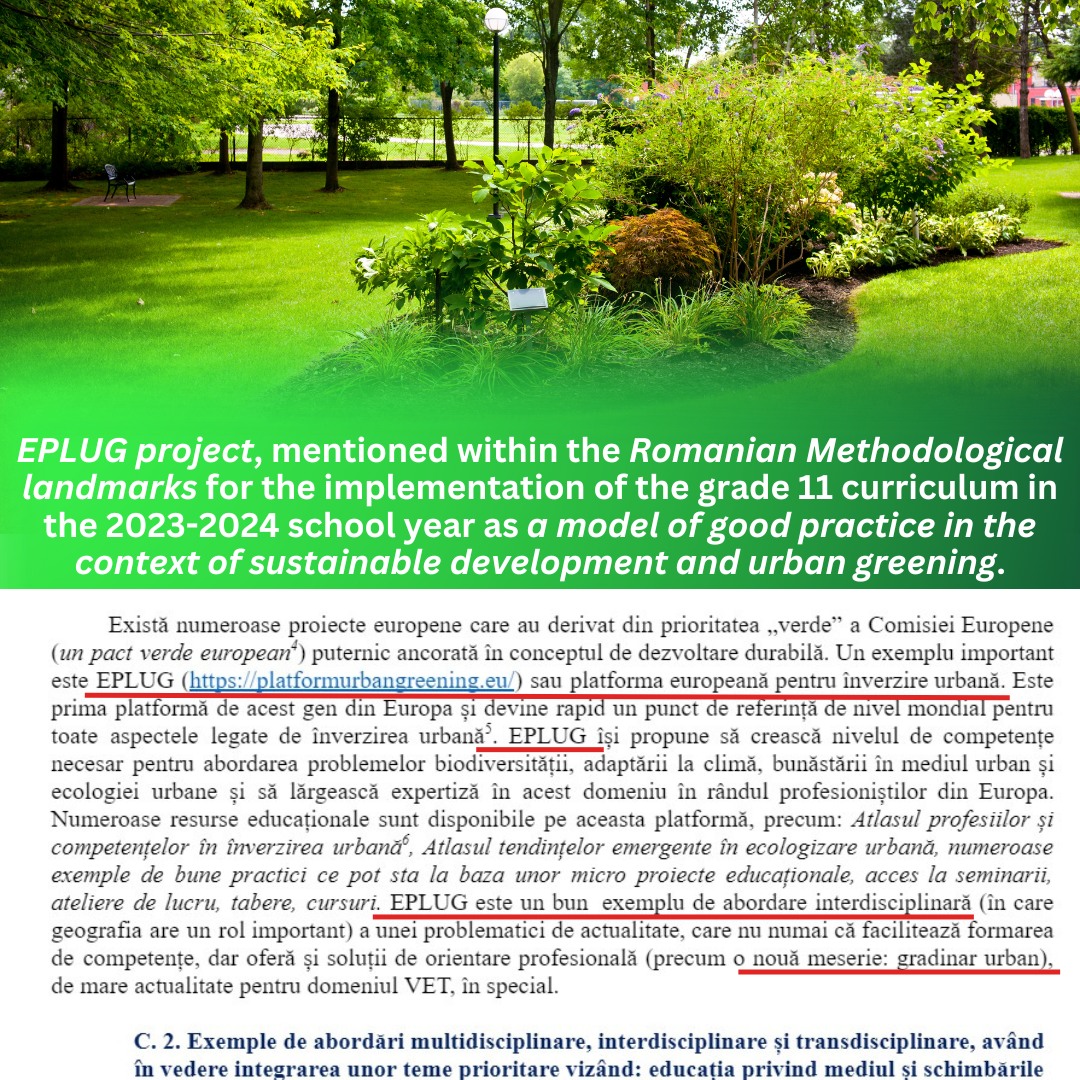 EPLUG project, mentioned within the Romanian Methodological
landmarks for the implementation of the grade 11 curriculum in
the 2023-2024 school year as a model of good practice in the
context of sustainable development and urban greening.
Există numeroase proiecte europene care au derivat din prioritatea „verde” a Comisiei Europene
(un pact verde european4) puternic ancorată în conceptul de dezvoltare durabilă. Un exemplu important
este EPLUG (https://platformurbangreening.eu/) sau platforma europeană pentru înverzire urbană. Este
prima platformă de acest gen din Europa și devine rapid un punct de referință de nivel mondial pentru
toate aspectele legate de înverzirea urbană5. EPLUG își propune să crească nivelul de competențe
necesar pentru abordarea problemelor biodiversității, adaptării la climă, bunăstării în mediul urban și
ecologiei urbane și să lărgească expertiză în acest domeniu în rândul profesioniștilor din Europa.
Numeroase resurse educaționale sunt disponibile pe aceasta platformă, precum: Atlasul profesiilor și
competențelor în înverzirea urbană6, Atlasul tendințelor emergente în ecologizare urbană, numeroase
exemple de bune practici ce pot sta la baza unor micro proiecte educaționale, acces la seminarii,
ateliere de lucru, tabere, cursuri. EPLUG este un bun exemplu de abordare interdisciplinară (în care
geografia are un rol important) a unei problematici de actualitate, care nu numai că facilitează formarea
de competențe, dar oferă și soluții de orientare profesională (precum o nouă meserie: gradinar urban),
de mare actualitate pentru domeniul VET, în special.
C. 2. Exemple de abordări multidisciplinare, interdisciplinare și transdisciplinare, având
în vedere integrarea unor teme prioritare vizând: educația privind mediul și schimbările